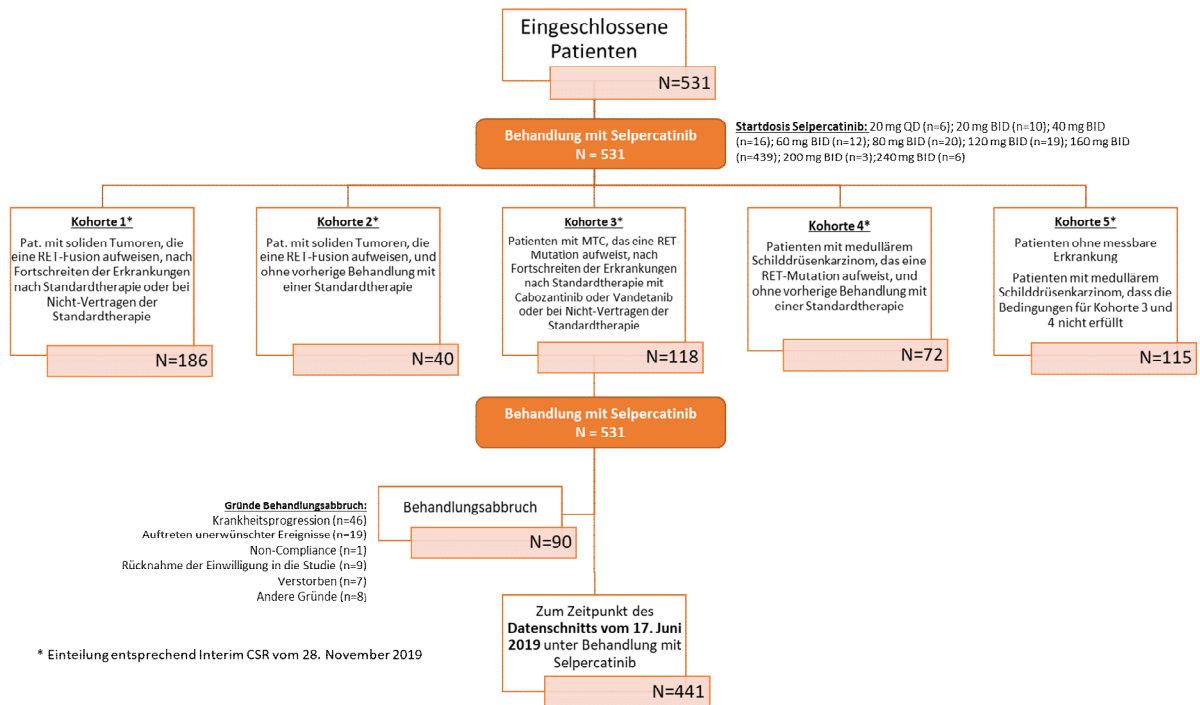 Eingeschlossene
Patienten
N=531
Behandlung mit Selpercatinib
N = 531
Startdosis Selpercatinib: 20 mg QD (n=6); 20 mg BID (n=10); 40 mg BID
(n=16); 60 mg BID (n=12); 80 mg BID (n=20); 120 mg BID (n=19); 160 mg BID
(n=439); 200 mg BID (n=3);240 mg BID (n=6)
Kohorte 1*
Pat. mit soliden Tumoren, die
eine RET-Fusion aufweisen, nach
Fortschreiten der Erkrankungen
nach Standardtherapie oder bei
Nicht-Vertragen der
Standardtherapie
N=186
Kohorte 2*
Pat. mit soliden Tumoren, die
eine RET-Fusion aufweisen, und
ohne vorherige Behandlung mit
einer Standardtherapie
N=40
Kohorte 3*
Patienten mit MTC, das eine RET-
Mutation aufweist, nach
Fortschreiten der Erkrankungen
nach Standardtherapie mit
Cabozantinib oder Vandetanib
oder bei Nicht-Vertragen der
Standardtherapie
N=118
Kohorte 4*
Patienten mit medullärem
Schilddrüsenkarzinom, das eine
RET-Mutation aufweist, und
ohne vorherige Behandlung mit
einer Standardtherapie
N=72
Kohorte 5*
Patienten ohne messbare
Erkrankung
Patienten mit medullärem
Schilddrüsenkarzinom, dass die
Bedingungen für Kohorte 3 und
4 nicht erfüllt
N=115
Behandlung mit Selpercatinib
N = 531
Behandlungsabbruch
N=90
Gründe Behandlungsabbruch:
Krankheitsprogression (n=46)
Auftreten unerwünschter Ereignisse (n=19)
Non-Compliance (n=1)
Rücknahme der Einwilligung in die Studie (n=9)
Verstorben (n=7)
Andere Gründe (n=8)
Zum Zeitpunkt des
Datenschnitts vom 17. Juni
2019 unter Behandlung mit
Selpercatinib
N=441
* Einteilung entsprechend Interim CSR vom 28. November 2019